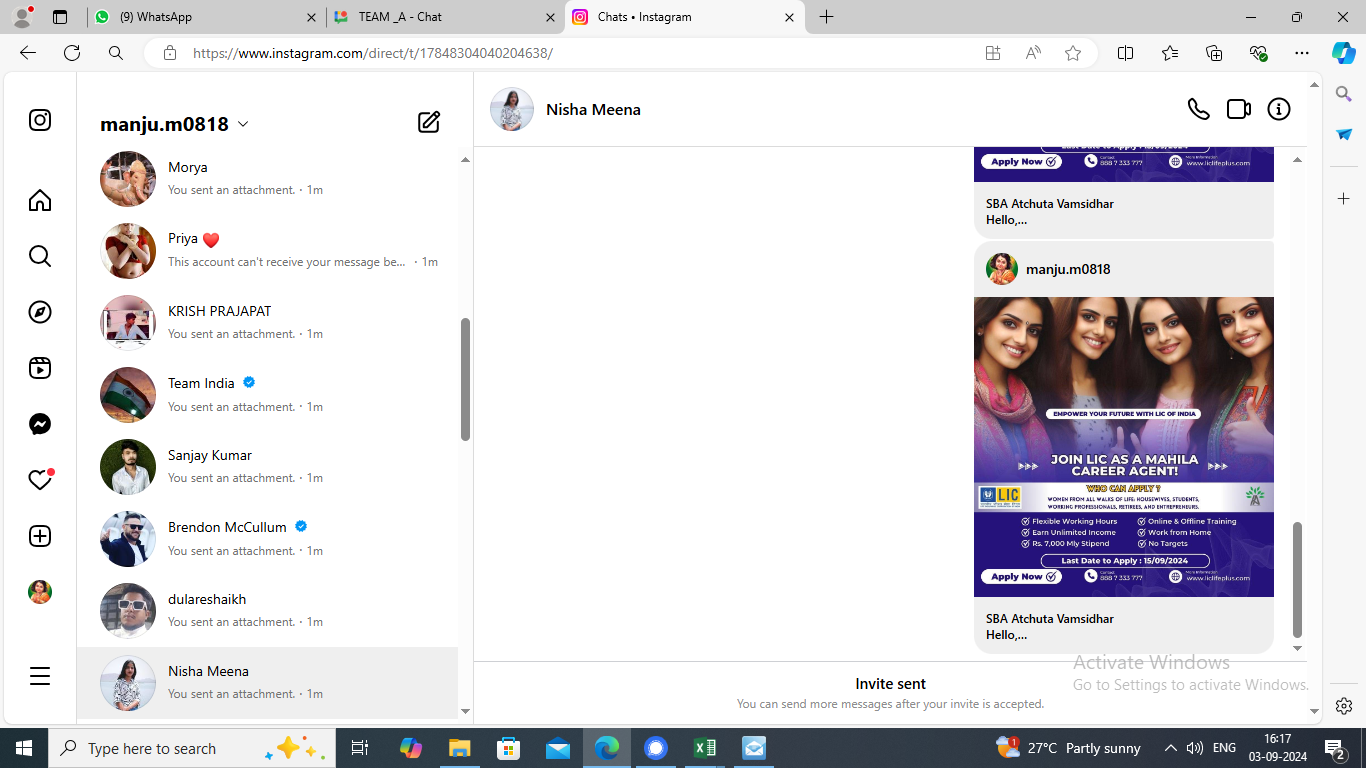 (9) WhatsApp
TEAM _A - Chat
Chats • Instagram
https://www.instagram.com/direct/t/17848304040204638/
manju.m0818
Morya
You sent an attachment. · 1m
Priya ❤️
This account can't receive your message be... · 1m
KRISH PRAJAPAT
You sent an attachment. · 1m
Team India
You sent an attachment. · 1m
Sanjay Kumar
You sent an attachment. · 1m
Brendon McCullum
You sent an attachment. · 1m
dulareshaikh
You sent an attachment. · 1m
Nisha Meena
You sent an attachment. · 1m
Nisha Meena
Apply Now
Contact
888 7 333 777
www.liclifeplus.com
SBA Atchuta Vamsidhar
Hello,...
manju.m0818
EMPOWER YOUR FUTURE WITH LIC OF INDIA
JOIN LIC AS A MAHILA
CAREER AGENT!
WHO CAN APPLY ?
LIC
WOMEN FROM ALL WALKS OF LIFE: HOUSEWIVES, STUDENTS,
WORKING PROFESSIONALS, RETIREES, AND ENTREPRENEURS.
Flexible Working Hours
Online & Offline Training
Earn Unlimited Income
Work from Home
Rs. 7,000 Mly Stipend
No Targets
Last Date to Apply : 15/09/2024
Apply Now
Contact
888 7 333 777
More Information
www.liclifeplus.com
SBA Atchuta Vamsidhar
Hello,...
Invite sent
You can send more messages after your invite is accepted.
Activate Windows
Go to Settings to activate Windows.
Type here to search
1
27°C Partly sunny
ENG
16:17
03-09-2024
2